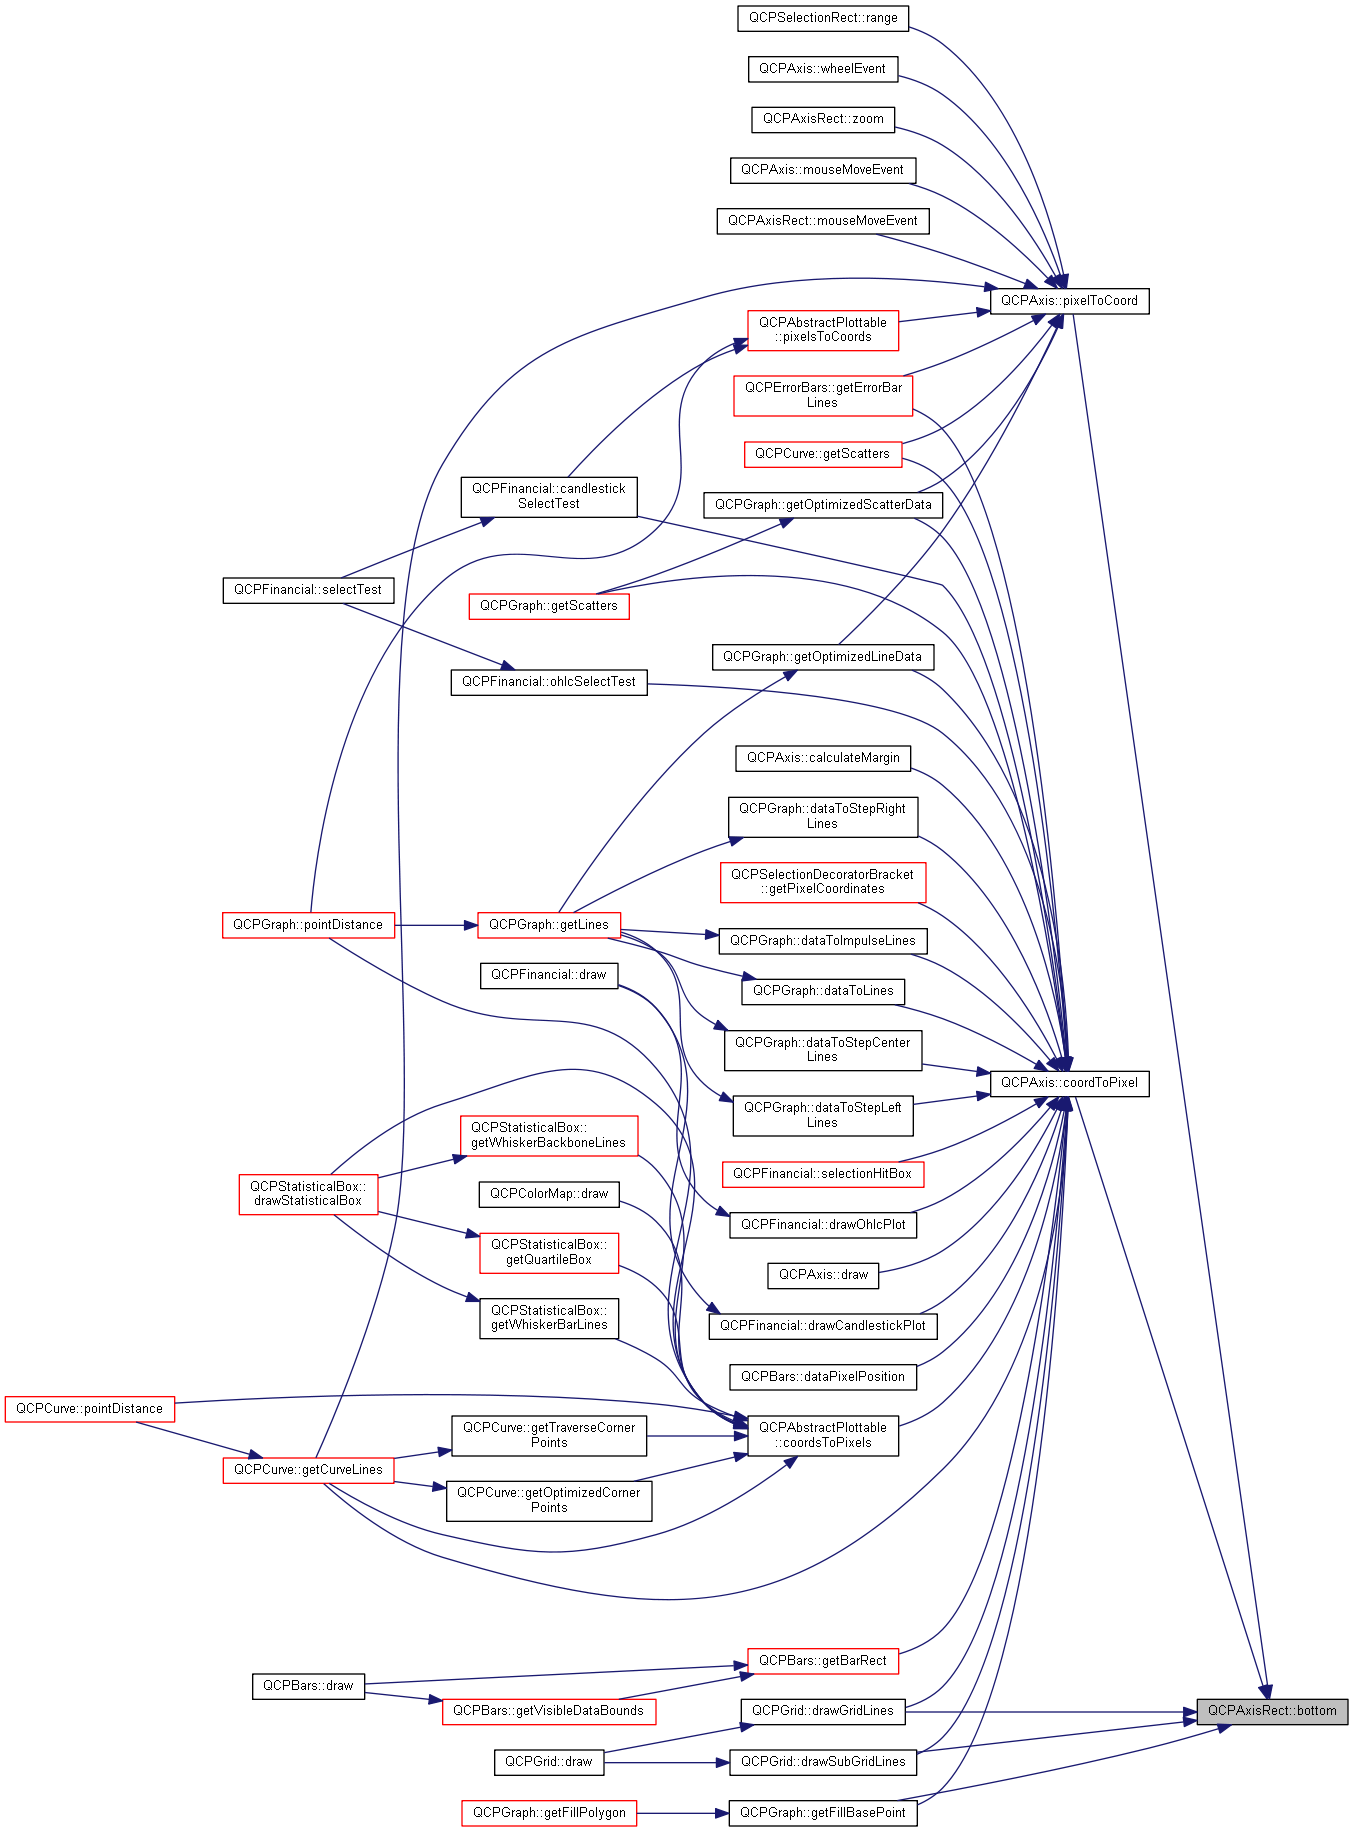 QCPSelectionRect::range
QCPAxis::wheelEvent
QCPAxisRect::zoom
QCPAxis::mouseMoveEvent
QCPAxisRect::mouseMoveEvent
QCPAxis::pixelToCoord
QCPAbstractPlottable
::pixelsToCoords
QCPErrorBars::getErrorBar
Lines
QCPCurve::getScatters
QCPFinancial::candlestick
SelectTest
QCPGraph::getOptimizedScatterData
QCPFinancial::selectTest
QCPGraph::getScatters
QCPGraph::getOptimizedLineData
QCPFinancial::ohlcSelectTest
QCPAxis::calculateMargin
QCPGraph::dataToStepRight
Lines
QCPSelectionDecoratorBracket
::getPixelCoordinates
QCPGraph::pointDistance
QCPGraph::getLines
QCPGraph::dataToImpulseLines
QCPFinancial::draw
QCPGraph::dataToLines
QCPGraph::dataToStepCenter
Lines
QCPAxis::coordToPixel
QCPGraph::dataToStepLeft
Lines
QCPStatisticalBox::
getWhiskerBackboneLines
QCPFinancial::selectionHitBox
QCPStatisticalBox::
drawStatisticalBox
QCPColorMap::draw
QCPFinancial::drawOhlcPlot
QCPStatisticalBox::
getQuartileBox
QCPAxis::draw
QCPStatisticalBox::
getWhiskerBarLines
QCPFinancial::drawCandlestickPlot
QCPBars::dataPixelPosition
QCPCurve::pointDistance
QCPCurve::getTraverseCorner
Points
QCPAbstractPlottable
::coordsToPixels
QCPCurve::getCurveLines
QCPCurve::getOptimizedCorner
Points
QCPBars::getBarRect
QCPBars::draw
QCPBars::getVisibleDataBounds
QCPGrid::drawGridLines
QCPAxisRect::bottom
QCPGrid::draw
QCPGrid::drawSubGridLines
QCPGraph::getFillPolygon
QCPGraph::getFillBasePoint